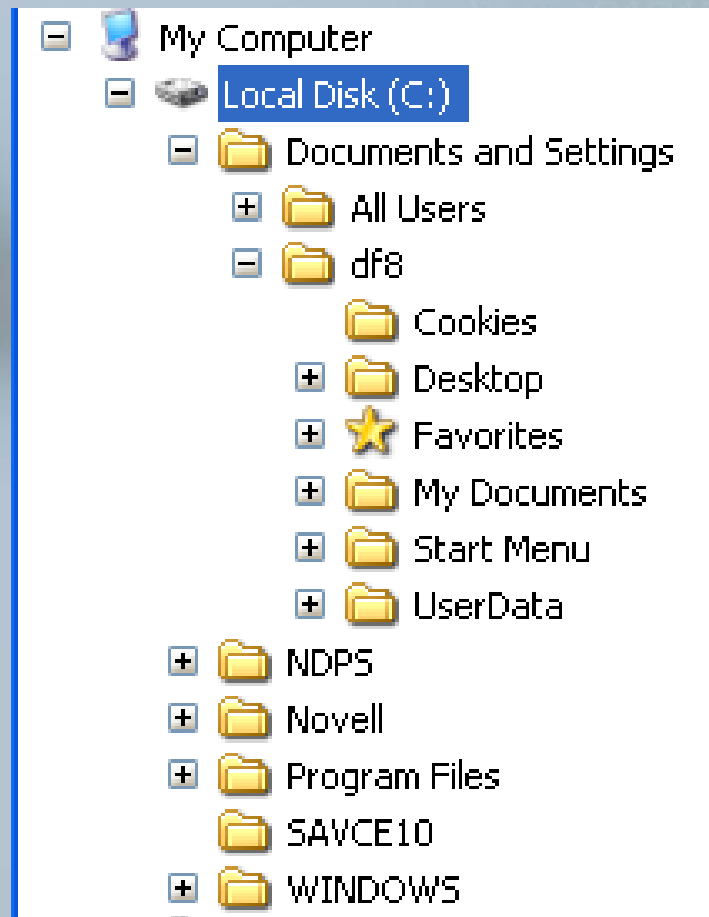 My Computer
Local Disk (C:)
Documents and Settings
All Users
df8
Cookies
Desktop
Favorites
My Documents
Start Menu
UserData
NDPS
Novell
Program Files
SAVCE10
WINDOWS